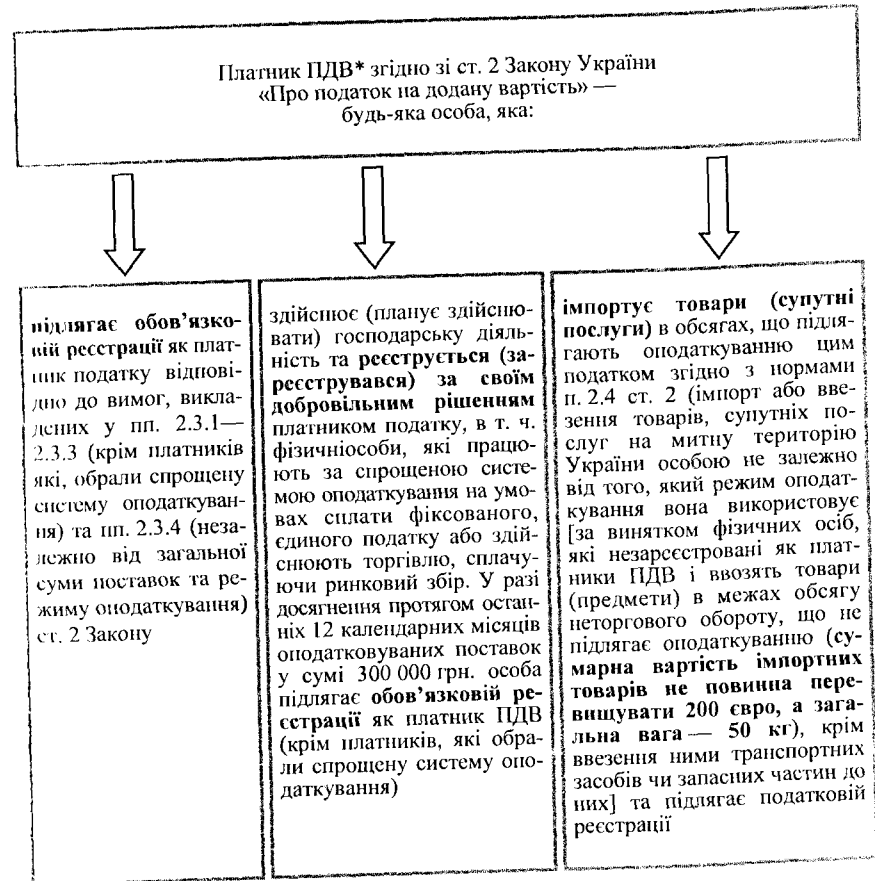 Платник ПДВ* згідно зі ст. 2 Закону України
«Про податок на додану вартість» —
будь-яка особа, яка:
підлягає обов’язко-
вій реєстрації як плат-
ник податку відпові-
дно до вимог, викла-
дених у пп. 2.3.1—
2.3.3 (крім платників
які, обрали спрощену
систему оподаткуван-
ня) та пп. 2.3.4 (неза-
лежно від загальної
суми поставок та ре-
жиму оподаткування)
ст. 2 Закону
здійснює (планує здійсню-
вати) господарську діяль-
ність та реєструється (за-
реєструвався) за своїм
добровільним рішенням
платником податку, в т. ч.
фізичніособи, які працю-
ють за спрощеною систе-
мою оподаткування на умо-
вах сплати фіксованого,
єдиного податку або здій-
снюють торгівлю, сплачу-
ючи ринковий збір. У разі
досягнення протягом остан-
ніх 12 календарних місяців
оподатковуваних поставок
у сумі 300 000 грн. особа
підлягає обов’язковій ре-
єстрації як платник ПДВ
(крім платників, які обра-
ли спрощену систему опо-
даткування)
імпортує товари (супутні
послуги) в обсягах, що підля-
гають оподаткуванню цим
податком згідно з нормами
п. 2.4 ст. 2 (імпорт або вве-
зення товарів, супутніх по-
слуг на митну територію
України особою не залежно
від того, який режим оподат-
кування вона використовує
[за винятком фізичних осіб,
які незареєстровані як плат-
ники ПДВ і ввозять товари
(предмети) в межах обсягу
неторгового обороту, що не
підлягає оподаткуванню (су-
марна вартість імпортних
товарів не повинна пере-
вищувати 200 євро, а зага-
льна вага — 50 кг), крім
ввезення ними транспортних
засобів чи запасних частин до
них] та підлягає податковій
реєстрації